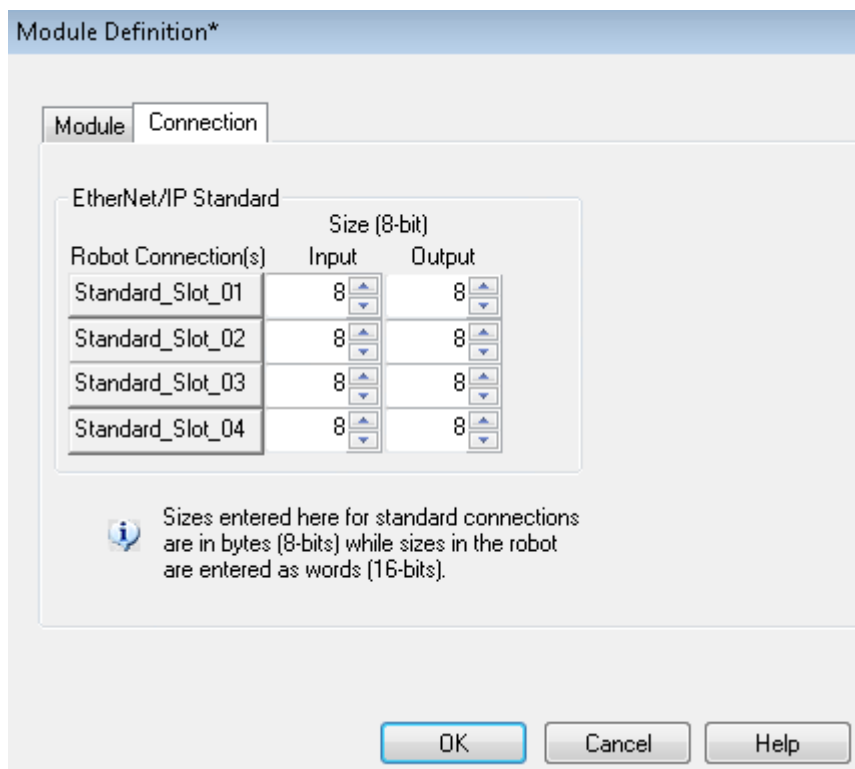 Module Definition*
Module Connection
EtherNet/IP Standard
Size (8-bit)
Robot Connection(s) Input Output
Standard_Slot_01 8 8
Standard_Slot_02 8 8
Standard_Slot_03 8 8
Standard_Slot_04 8 8
Sizes entered here for standard connections
are in bytes (8-bits) while sizes in the robot
are entered as words (16-bits).
OK Cancel Help